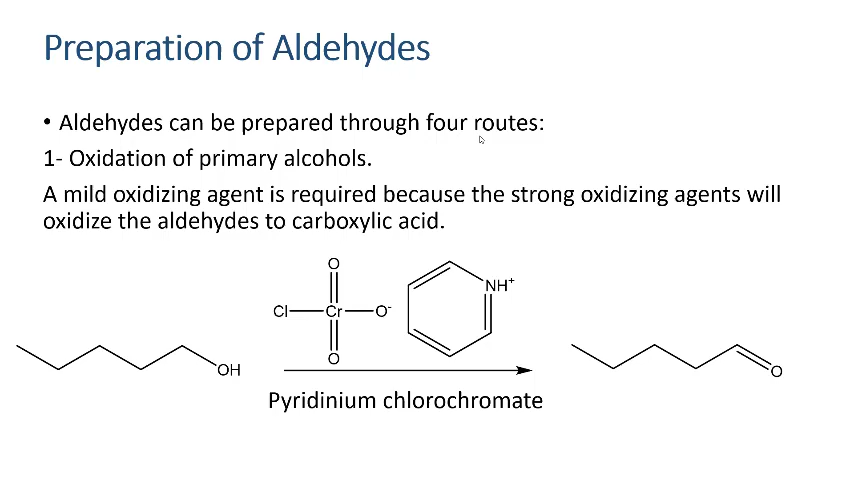 Preparation of Aldehydes
• Aldehydes can be prepared through four routes:
1- Oxidation of primary alcohols.
A mild oxidizing agent is required because the strong oxidizing agents will
oxidize the aldehydes to carboxylic acid.
O
NH+
Cl Cr O-
O
OH
O
Pyridinium chlorochromate